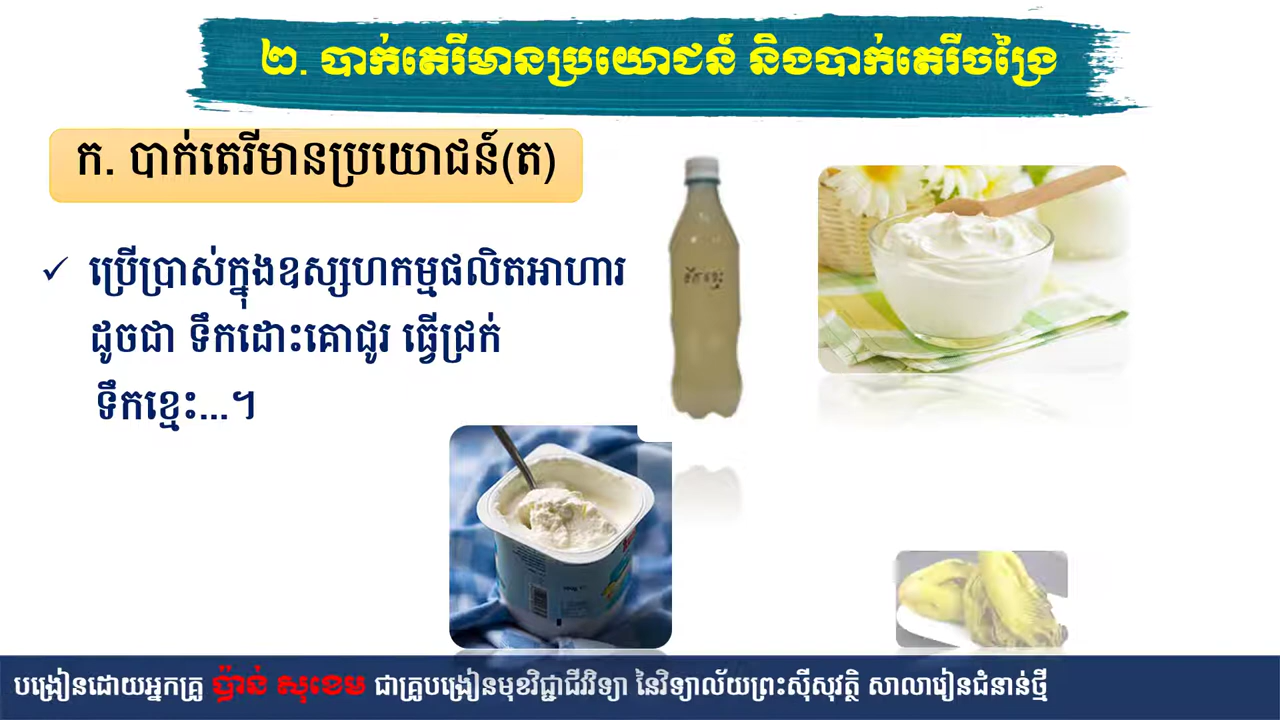 ២. បាក់តេរីមានប្រយោជន៍ និងបាក់តេរីចង្រៃ
ក. បាក់តេរីមានប្រយោជន៍(ត)
✓ ប្រើប្រាស់ក្នុងឧស្សហកម្មផលិតអាហារ
ដូចជា ទឹកដោះគោជូរ ធ្វើជ្រក់
ទឹកខ្មេះ...។
ទឹកខ្មេះ
បង្រៀនដោយអ្នកគ្រូ ប៉ាន់ សុខេម ជាគ្រូបង្រៀនមុខវិជ្ជាជីវវិទ្យា នៃវិទ្យាល័យព្រះស៊ីសុវត្ថិ សាលារៀនជំនាន់ថ្មី